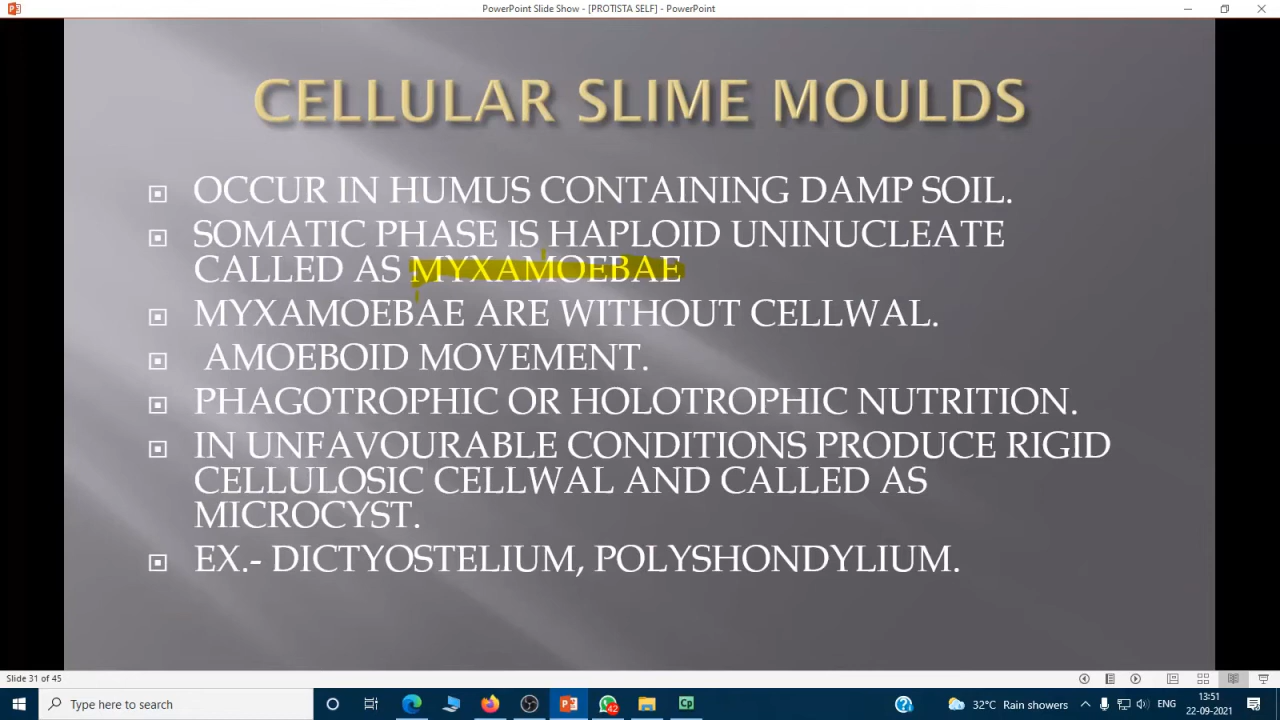 PowerPoint Slide Show - [PROTISTA SELF] - PowerPoint
CELLULAR SLIME MOULDS
OCCUR IN HUMUS CONTAINING DAMP SOIL.
SOMATIC PHASE IS HAPLOID UNINUCLEATE
CALLED AS MYXAMOEBAE
MYXAMOEBAE ARE WITHOUT CELLWAL.
AMOEBOID MOVEMENT.
PHAGOTROPHIC OR HOLOTROPHIC NUTRITION.
IN UNFAVOURABLE CONDITIONS PRODUCE RIGID
CELLULOSIC CELLWAL AND CALLED AS
MICROCYST.
EX.- DICTYOSTELIUM, POLYSHONDYLIUM.
Slide 31 of 45
Type here to search
42
Cp
32°C Rain showers
ENG
13:51
22-09-2021